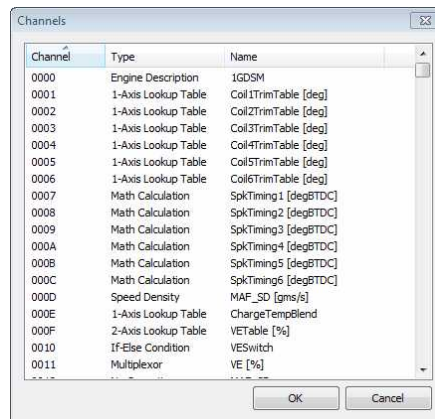 Channels
Channel Type Name
0000 Engine Description 1GDSM
0001 1-Axis Lookup Table Coil1TrimTable [deg]
0002 1-Axis Lookup Table Coil2TrimTable [deg]
0003 1-Axis Lookup Table Coil3TrimTable [deg]
0004 1-Axis Lookup Table Coil4TrimTable [deg]
0005 1-Axis Lookup Table Coil5TrimTable [deg]
0006 1-Axis Lookup Table Coil6TrimTable [deg]
0007 Math Calculation SpkTiming1 [degBTDC]
0008 Math Calculation SpkTiming2 [degBTDC]
0009 Math Calculation SpkTiming3 [degBTDC]
000A Math Calculation SpkTiming4 [degBTDC]
000B Math Calculation SpkTiming5 [degBTDC]
000C Math Calculation SpkTiming6 [degBTDC]
000D Speed Density MAF_SD [gms/s]
000E 1-Axis Lookup Table ChargeTempBlend
000F 2-Axis Lookup Table VETable [%]
0010 If-Else Condition VESwitch
0011 Multiplexor VE [%]
OK Cancel